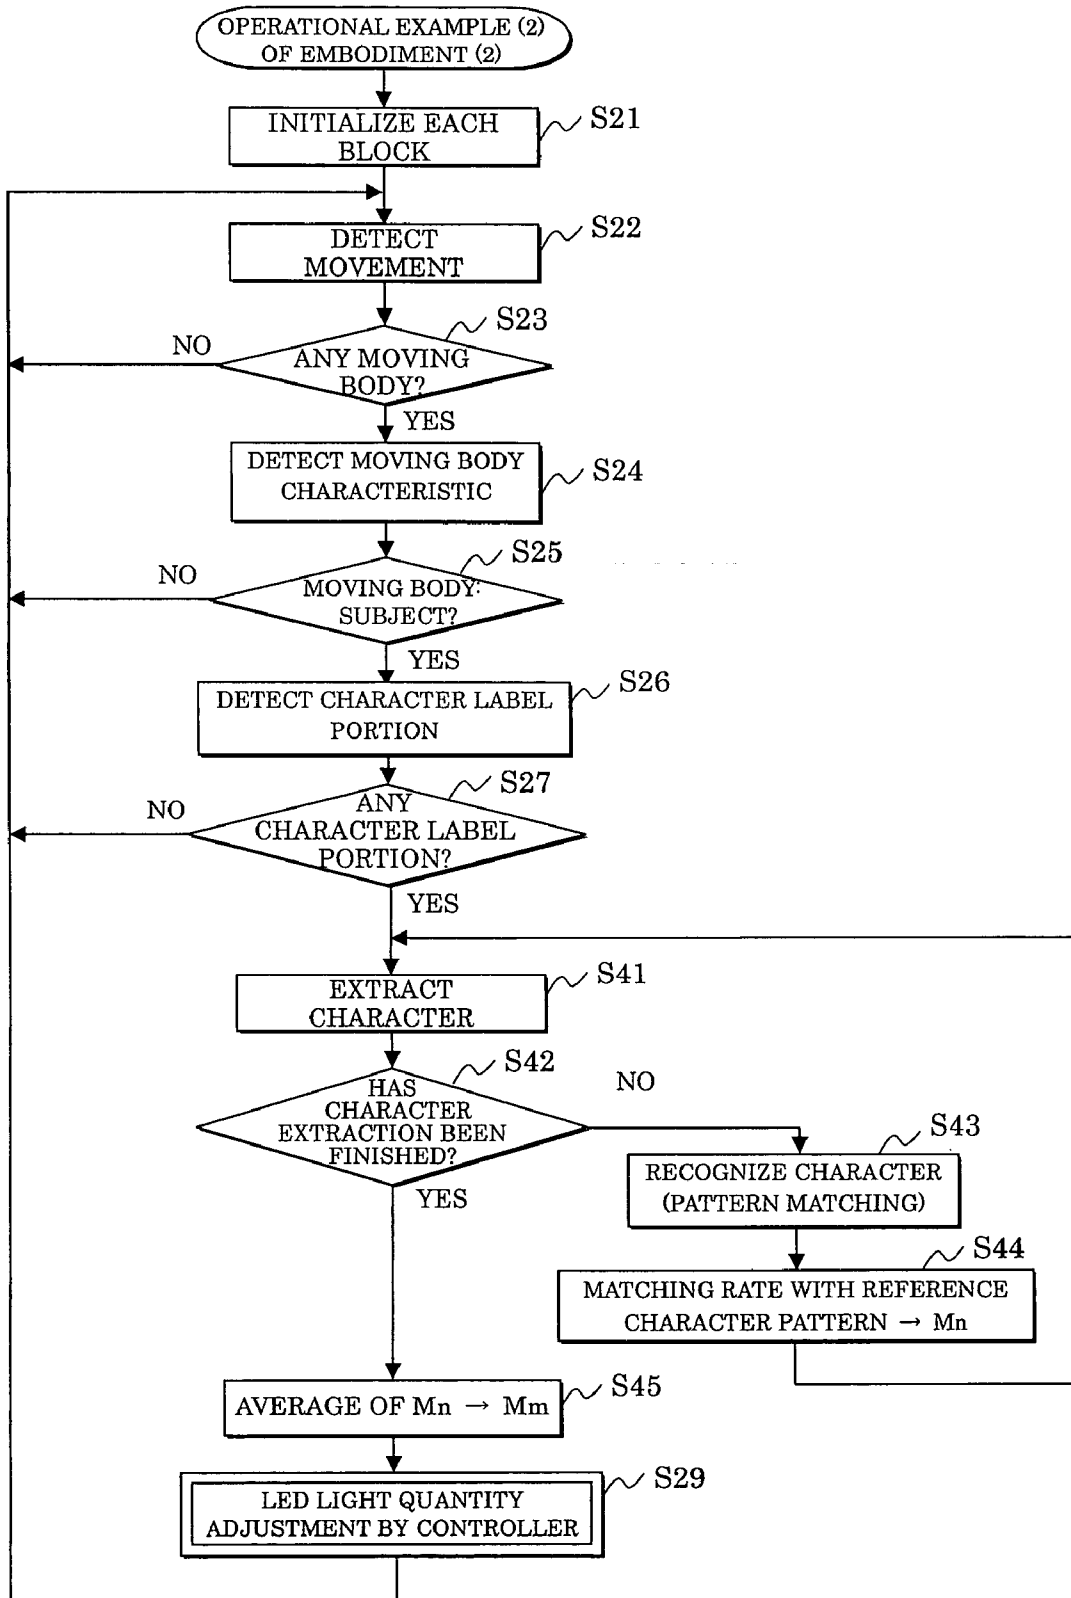 OPERATIONAL EXAMPLE (2)
OF EMBODIMENT (2)
INITIALIZE EACH
BLOCK
S21
DETECT
MOVEMENT
S22
S23
NO
ANY MOVING
BODY?
YES
DETECT MOVING BODY
CHARACTERISTIC
S24
S25
NO
MOVING BODY:
SUBJECT?
YES
DETECT CHARACTER LABEL
PORTION
S26
S27
NO
ANY
CHARACTER LABEL
PORTION?
YES
EXTRACT
CHARACTER
S41
S42
NO
HAS
CHARACTER
EXTRACTION BEEN
FINISHED?
YES
S43
RECOGNIZE CHARACTER
(PATTERN MATCHING)
S44
MATCHING RATE WITH REFERENCE
CHARACTER PATTERN → Mn
AVERAGE OF Mn → Mm
S45
LED LIGHT QUANTITY
ADJUSTMENT BY CONTROLLER
S29